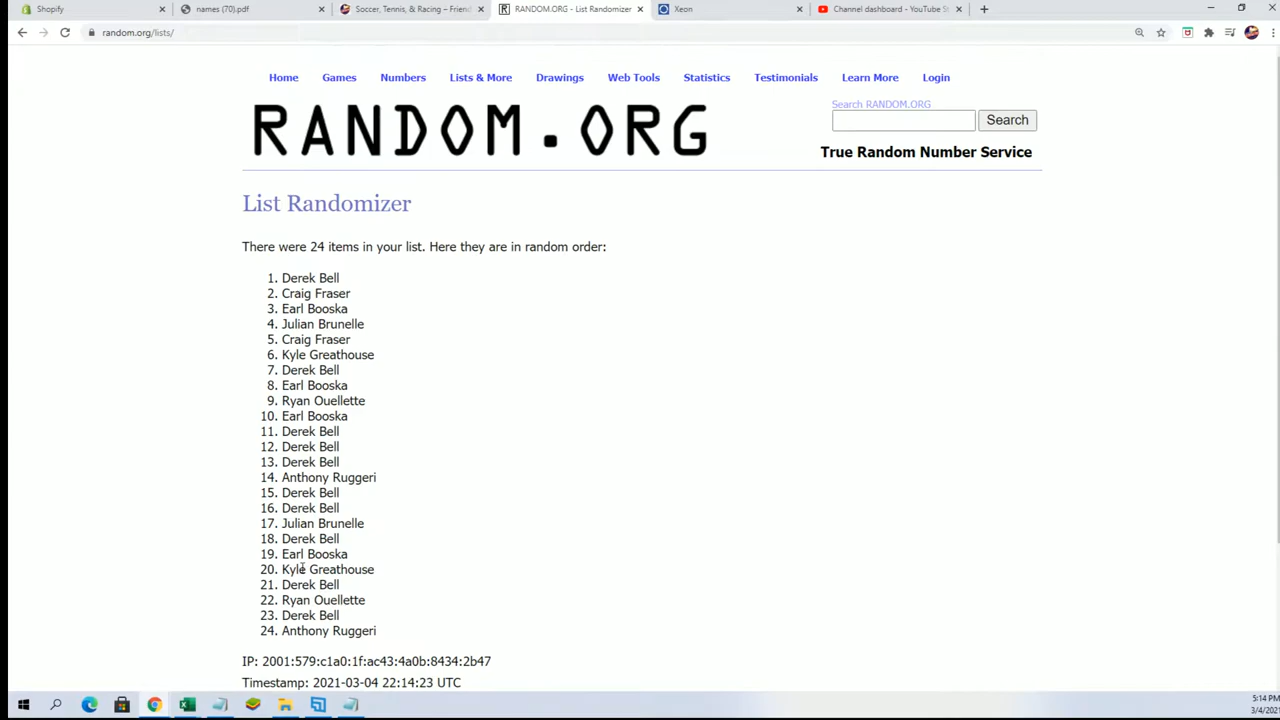 Shopify
names (70).pdf
Soccer, Tennis, & Racing – Friend
RANDOM.ORG - List Randomizer
Xeon
Channel dashboard - YouTube St
random.org/lists/
Home Games Numbers Lists & More Drawings Web Tools Statistics Testimonials Learn More Login
Search RANDOM.ORG
RANDOM.ORG
Search
True Random Number Service
List Randomizer
There were 24 items in your list. Here they are in random order:
1. Derek Bell
2. Craig Fraser
3. Earl Booska
4. Julian Brunelle
5. Craig Fraser
6. Kyle Greathouse
7. Derek Bell
8. Earl Booska
9. Ryan Ouellette
10. Earl Booska
11. Derek Bell
12. Derek Bell
13. Derek Bell
14. Anthony Ruggeri
15. Derek Bell
16. Derek Bell
17. Julian Brunelle
18. Derek Bell
19. Earl Booska
20. Kyle Greathouse
21. Derek Bell
22. Ryan Ouellette
23. Derek Bell
24. Anthony Ruggeri
IP: 2001:579:c1a0:1f:ac43:4a0b:8434:2b47
Timestamp: 2021-03-04 22:14:23 UTC
5:14 PM
3/4/202